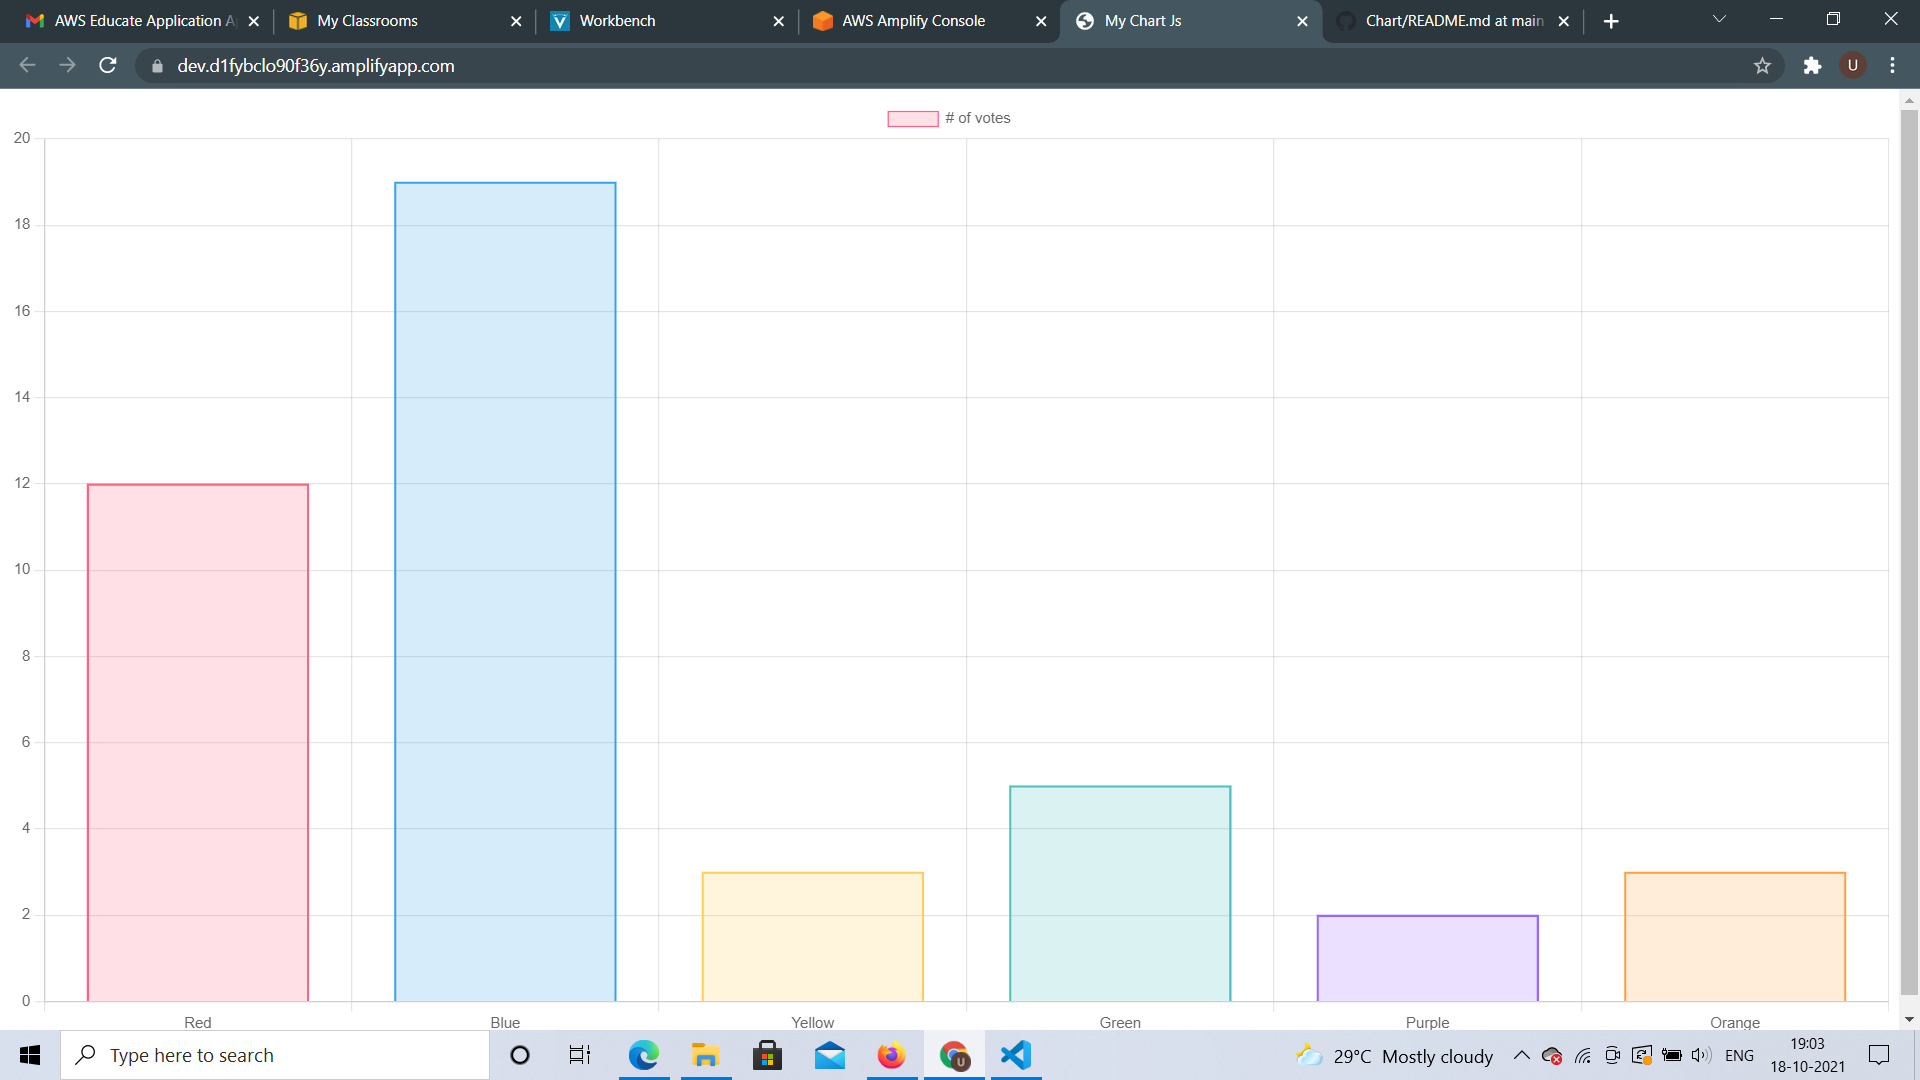 AWS Educate Application A
My Classrooms
Workbench
AWS Amplify Console
My Chart Js
Chart/README.md at main
dev.d1fybclo90f36y.amplifyapp.com
U
# of votes
20
18
16
14
12
10
8
6
4
2
0
Red
Blue
Yellow
Green
Purple
Orange
Type here to search
29°C Mostly cloudy
ENG
19:03
18-10-2021